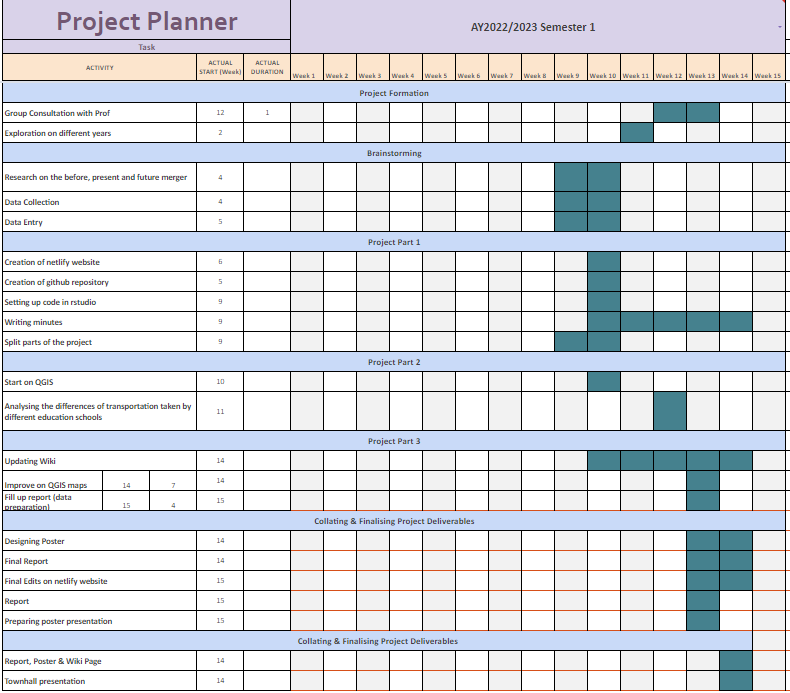 Project Planner
AY2022/2023 Semester 1
-
Task
ACTIVITY
ACTUAL START (Week)
ACTUAL DURATION
Week 1 Week 2 Week 3 Week 4 Week 5 Week 6 Week 7 Week 8 Week 9 Week 10 Week 11 Week 12 Week 13 Week 14 Week 15
Project Formation
Group Consultation with Prof 12 1
Exploration on different years 2
Brainstorming
Research on the before, present and future merger 4
Data Collection 4
Data Entry 5
Project Part 1
Creation of netlify website 6
Creation of github repository 5
Setting up code in rstudio 9
Writing minutes 9
Split parts of the project 9
Project Part 2
Start on QGIS 10
Analysing the differences of transportation taken by
different education schools 11
Project Part 3
Updating Wiki 14
Improve on QGIS maps 14 7 14
Fill up report (data
preparation) 15 4 15
Collating & Finalising Project Deliverables
Designing Poster 14
Final Report 14
Final Edits on netlify website 15
Report 15
Preparing poster presentation 15
Collating & Finalising Project Deliverables
Report, Poster & Wiki Page 14
Townhall presentation 14